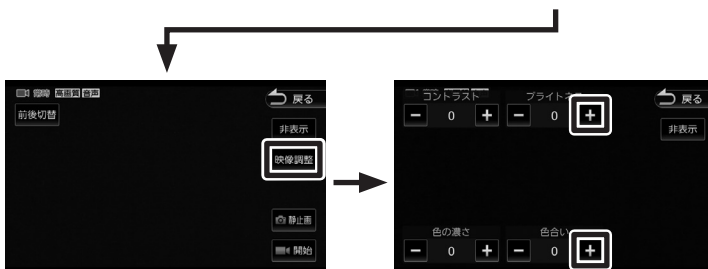 常時 高画質 音声
戻る
前後切替
非表示
映像調整
静止画
開始
コントラスト ブライトネス
戻る
− 0 + − 0 +
非表示
色の濃さ 色合い
− 0 + − 0 +